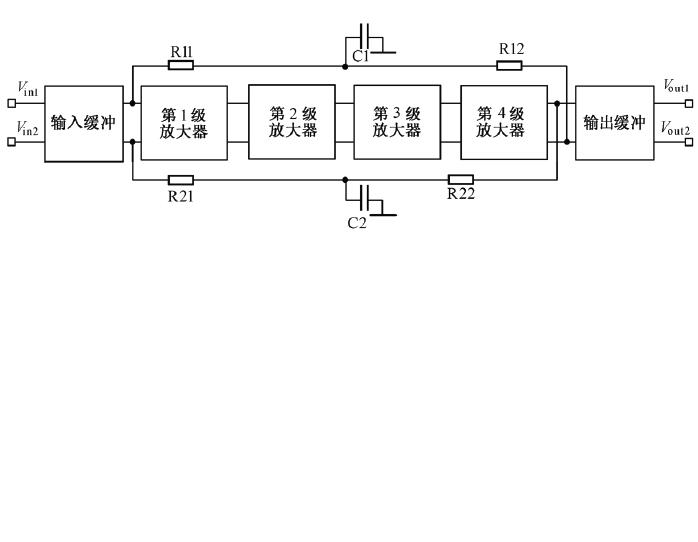 C1
R11
R12
Vin1
Vout1
输入缓冲
第1级
放大器
第2级
放大器
第3级
放大器
第4级
放大器
输出缓冲
Vin2
Vout2
R21
R22
C2